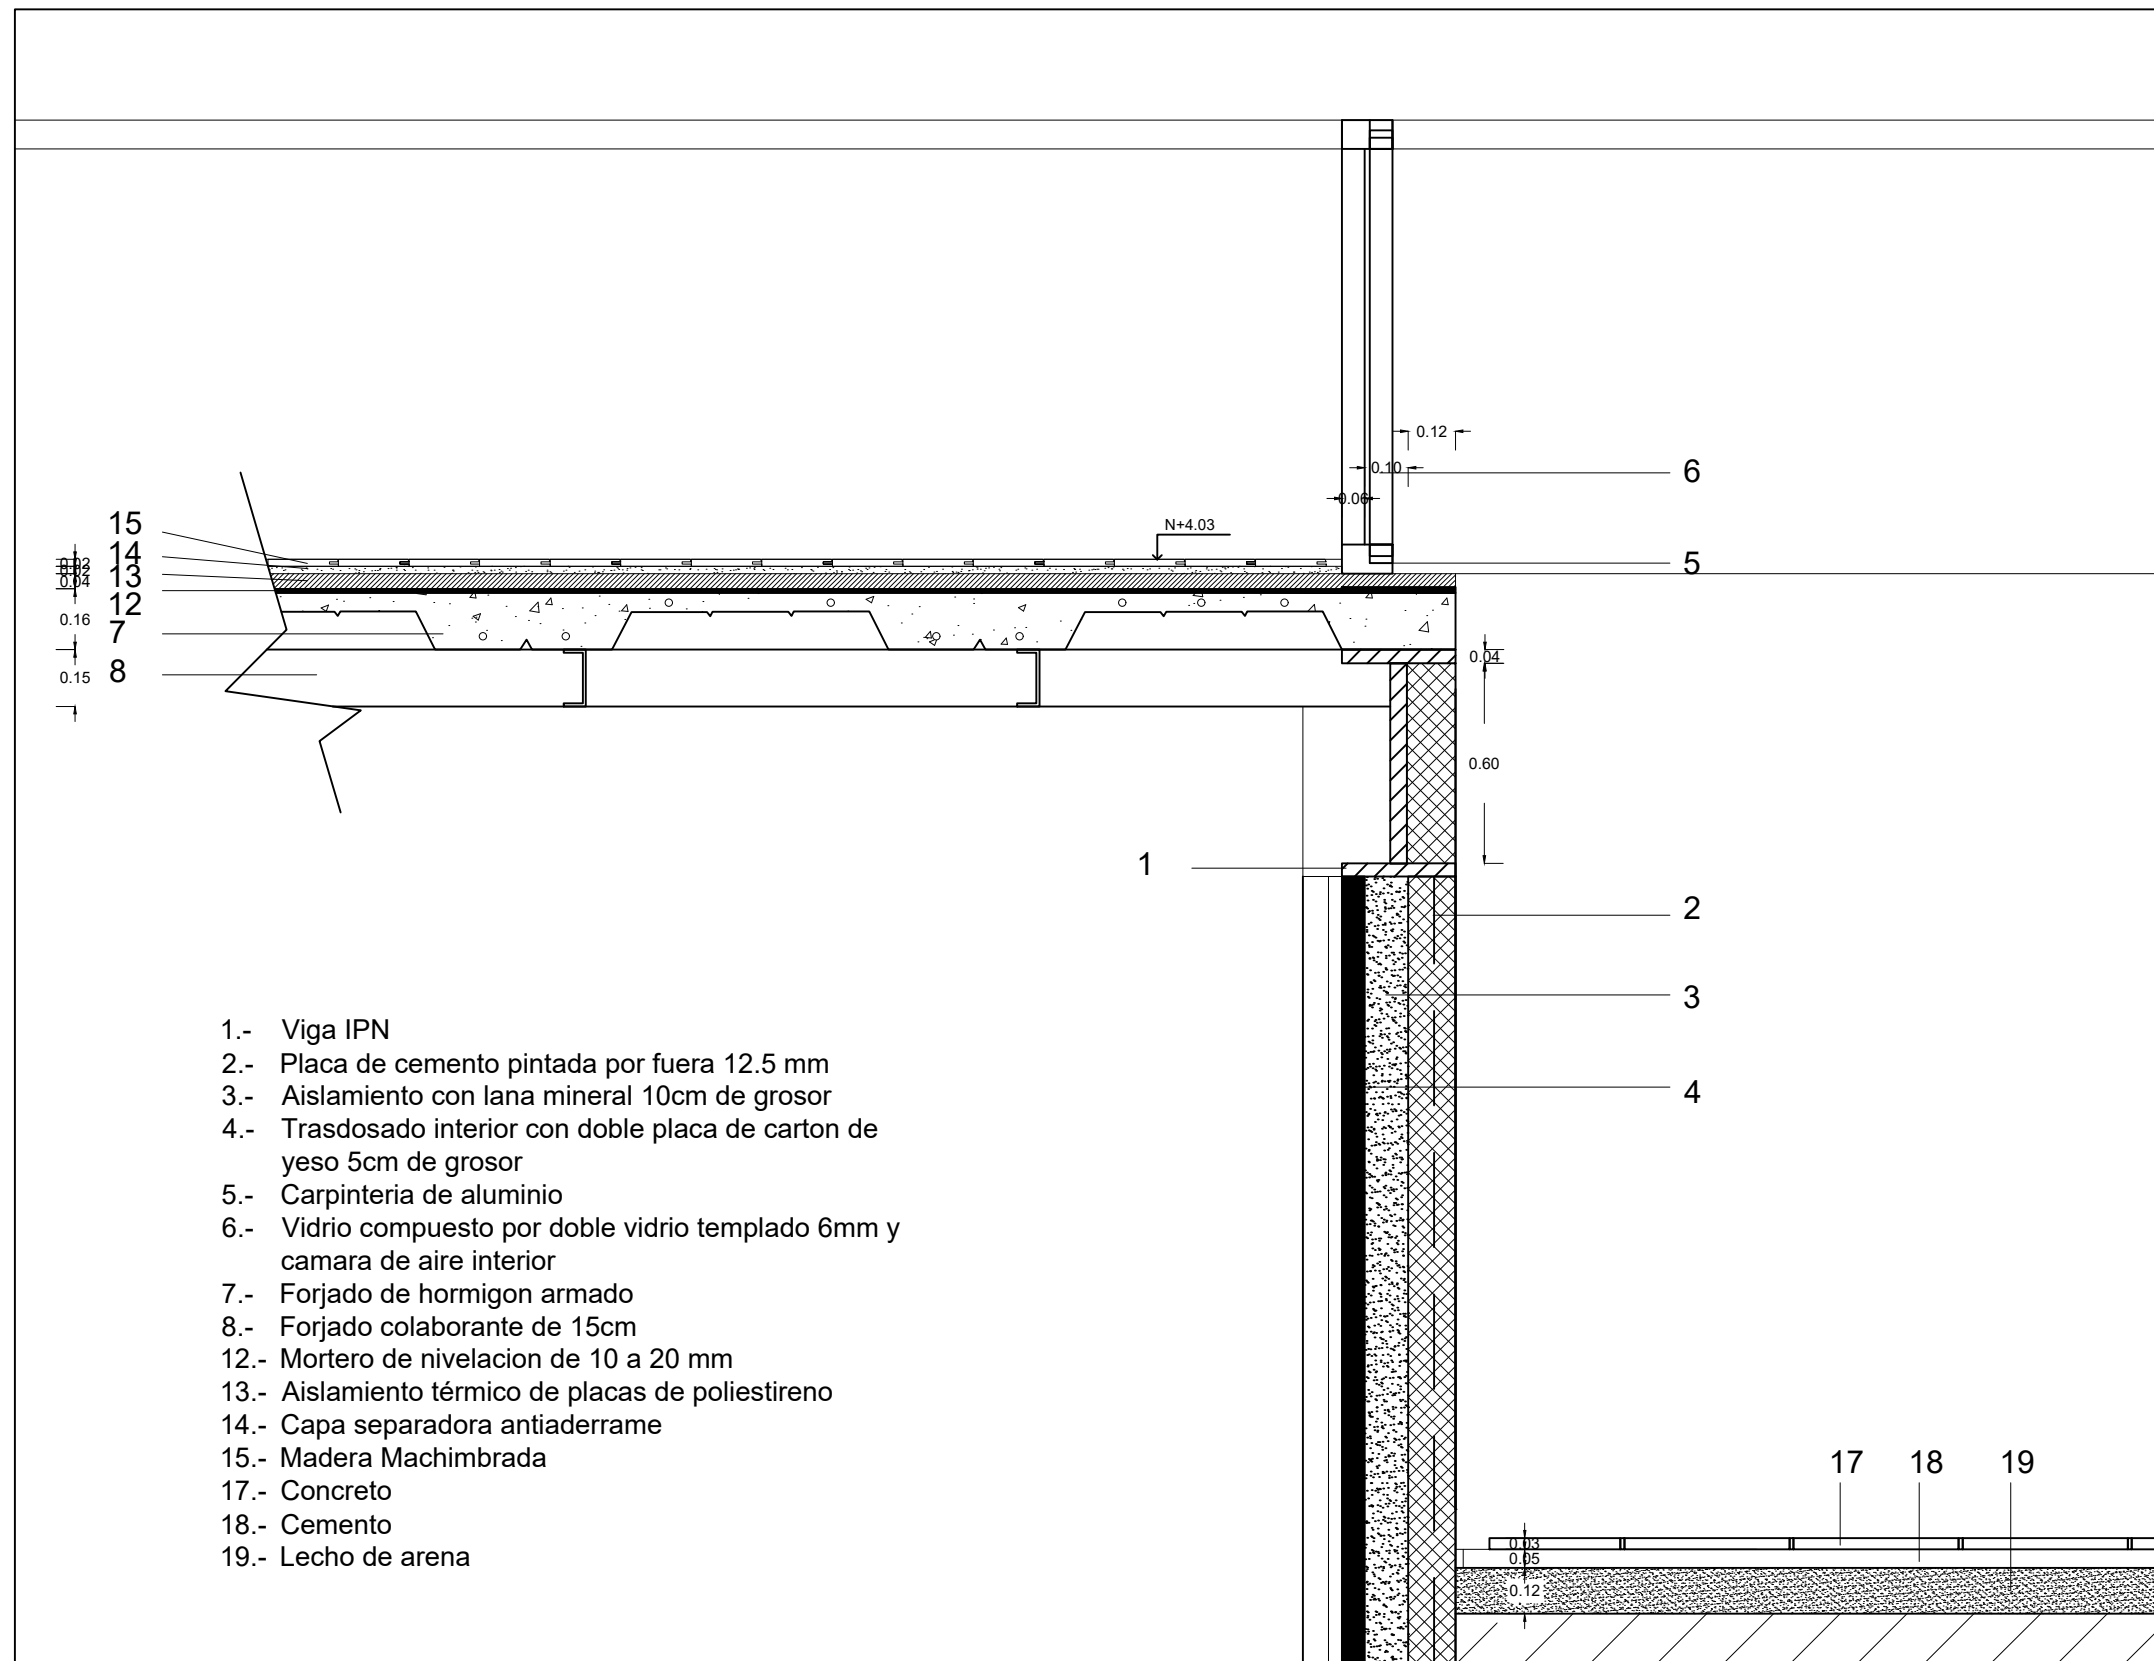 0.12
0.10
6
0.06
N+4.03
15
14
13
12
7
8
0.02
0.02
0.04
0.16
0.15
5
0.04
0.60
1
2
3
4
1.- Viga IPN
2.- Placa de cemento pintada por fuera 12.5 mm
3.- Aislamiento con lana mineral 10cm de grosor
4.- Trasdosado interior con doble placa de carton de
yeso 5cm de grosor
5.- Carpinteria de aluminio
6.- Vidrio compuesto por doble vidrio templado 6mm y
camara de aire interior
7.- Forjado de hormigon armado
8.- Forjado colaborante de 15cm
12.- Mortero de nivelacion de 10 a 20 mm
13.- Aislamiento térmico de placas de poliestireno
14.- Capa separadora antiaderrame
15.- Madera Machimbrada
17.- Concreto
18.- Cemento
19.- Lecho de arena
17 18 19
0.03
0.05
0.12